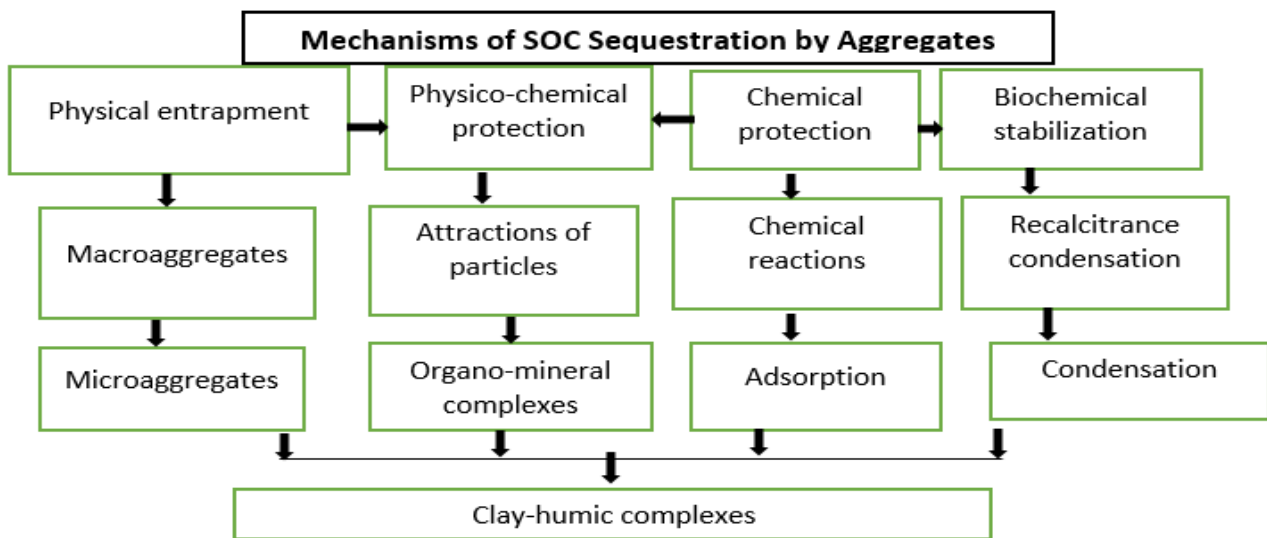 Mechanisms of SOC Sequestration by Aggregates
Physical entrapment
Physico-chemical
protection
Chemical
protection
Biochemical
stabilization
Macroaggregates
Attractions of
particles
Chemical
reactions
Recalcitrance
condensation
Microaggregates
Organo-mineral
complexes
Adsorption
Condensation
Clay-humic complexes